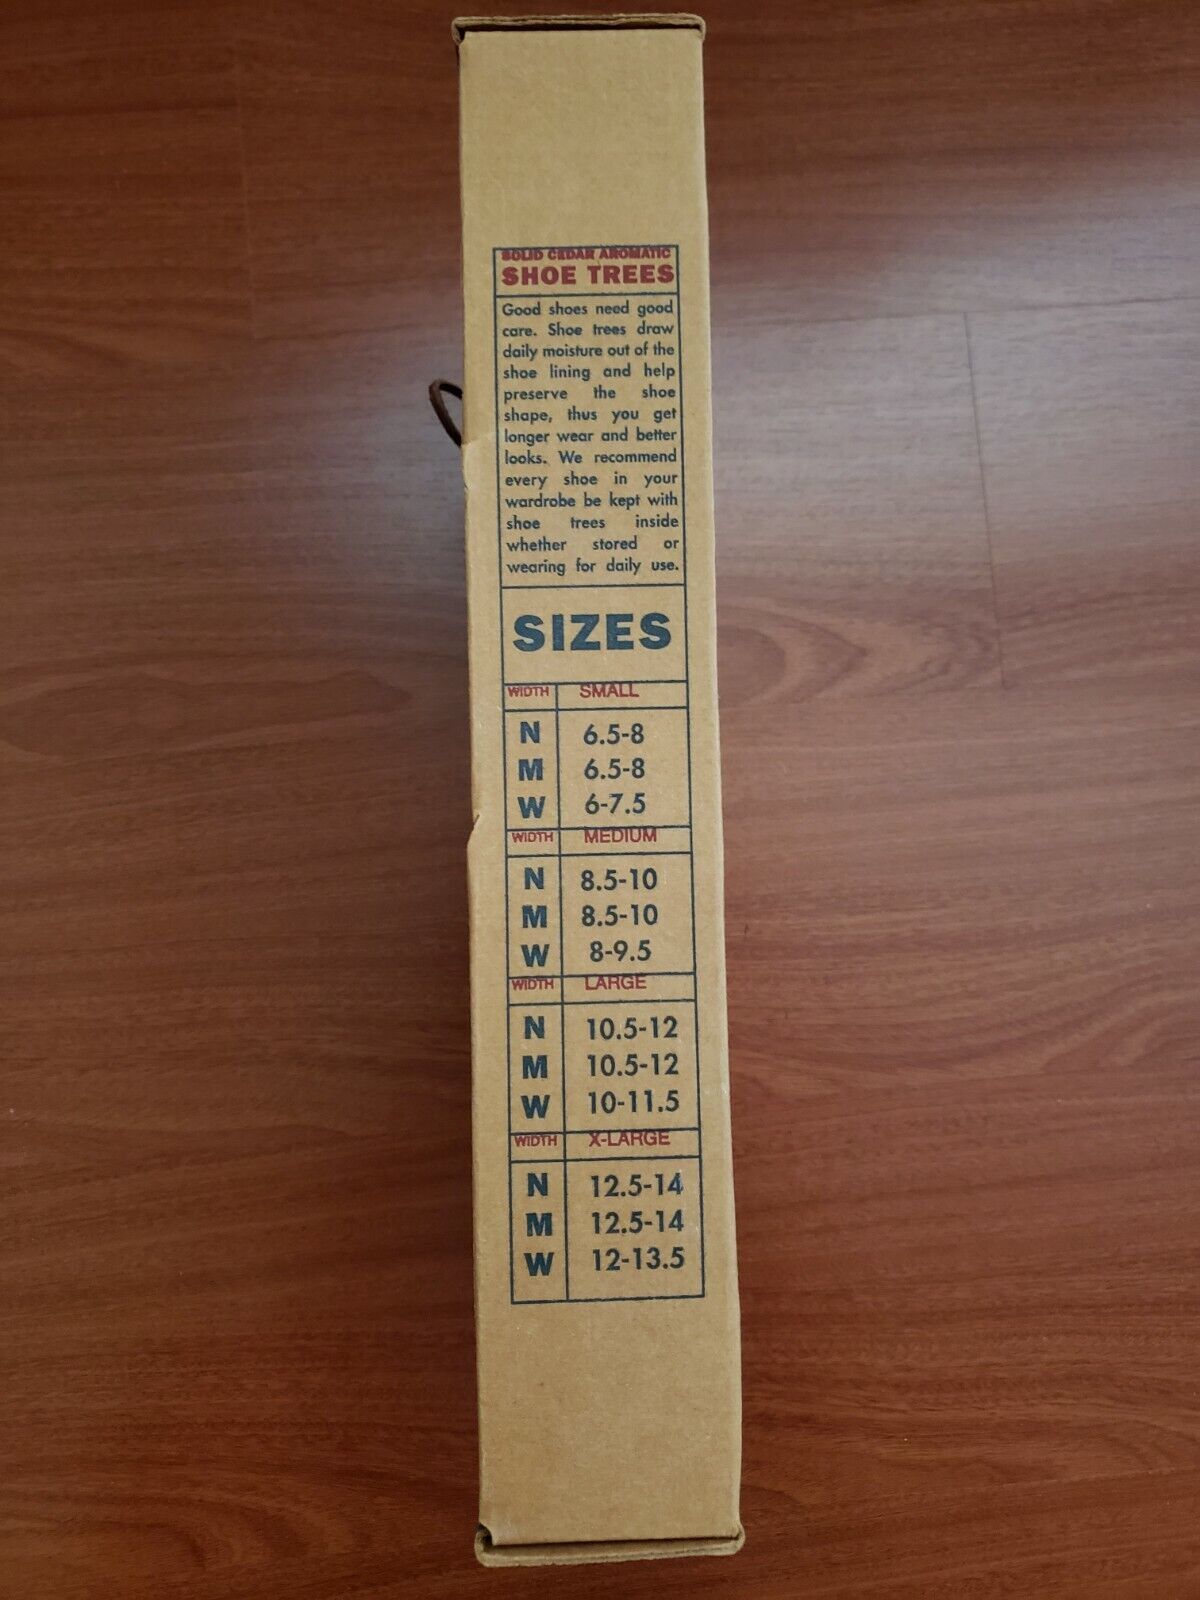 SOLID CEDAR AROMATIC
SHOE TREES
Good shoes need good
care. Shoe trees draw
daily moisture out of the
shoe lining and help
preserve the shoe
shape, thus you get
longer wear and better
looks. We recommend
every shoe in your
wardrobe be kept with
shoe trees inside
whether stored or
wearing for daily use.
SIZES
WIDTH SMALL
N 6.5-8
M 6.5-8
W 6-7.5
WIDTH MEDIUM
N 8.5-10
M 8.5-10
W 8-9.5
WIDTH LARGE
N 10.5-12
M 10.5-12
W 10-11.5
WIDTH X-LARGE
N 12.5-14
M 12.5-14
W 12-13.5